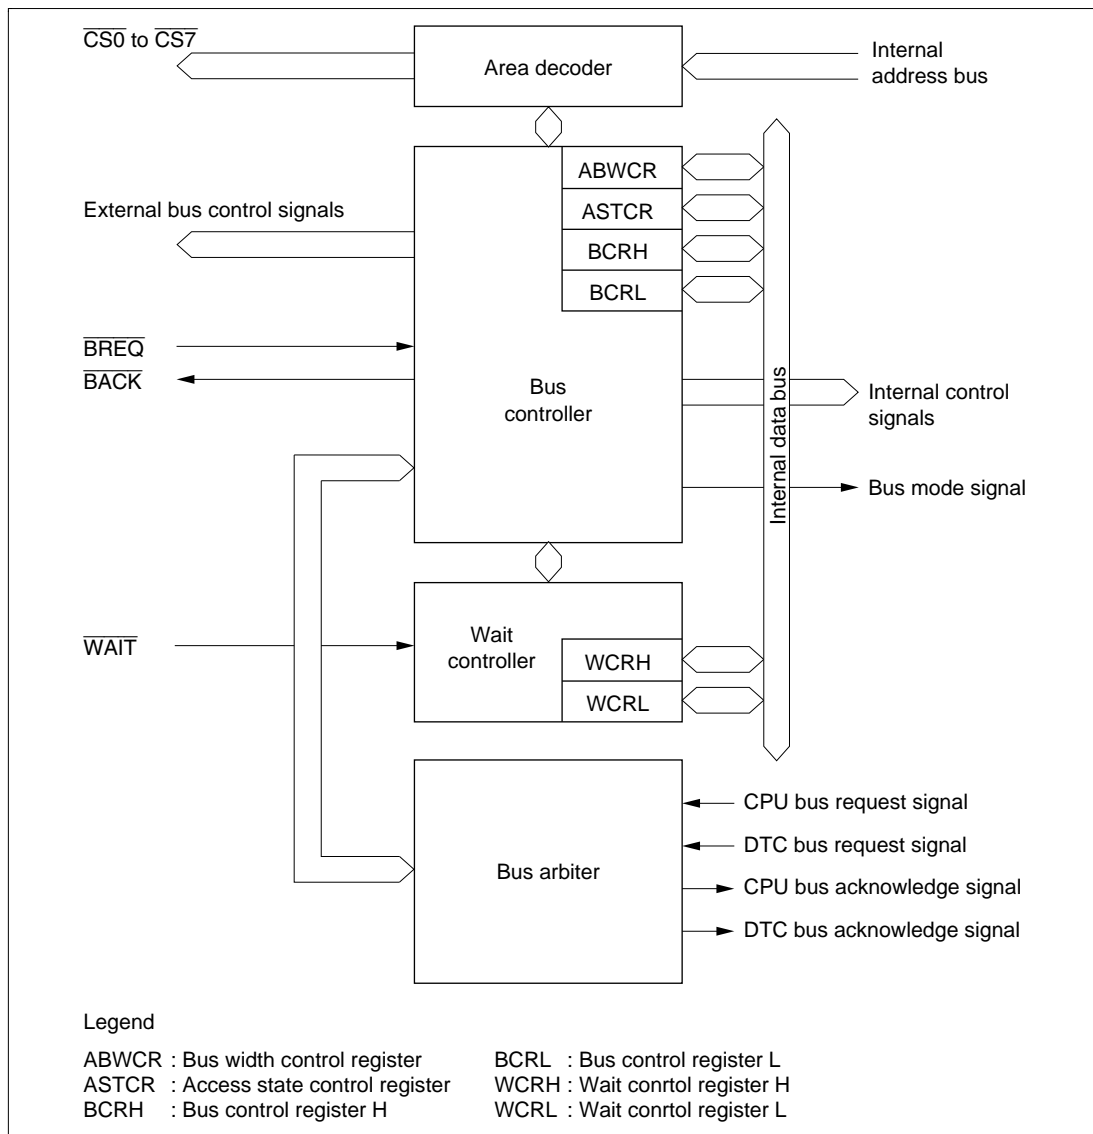 CS0 to CS7
Area decoder
Internal
address bus
ABWCR
ASTCR
BCRH
BCRL
External bus control signals
BREQ
BACK
Bus
controller
Internal data bus
Internal control
signals
Bus mode signal
WAIT
Wait
controller
WCRH
WCRL
Bus arbiter
CPU bus request signal
DTC bus request signal
CPU bus acknowledge signal
DTC bus acknowledge signal
Legend
ABWCR : Bus width control register
ASTCR : Access state control register
BCRH : Bus control register H
BCRL : Bus control register L
WCRH : Wait conrtol register H
WCRL : Wait conrtol register L